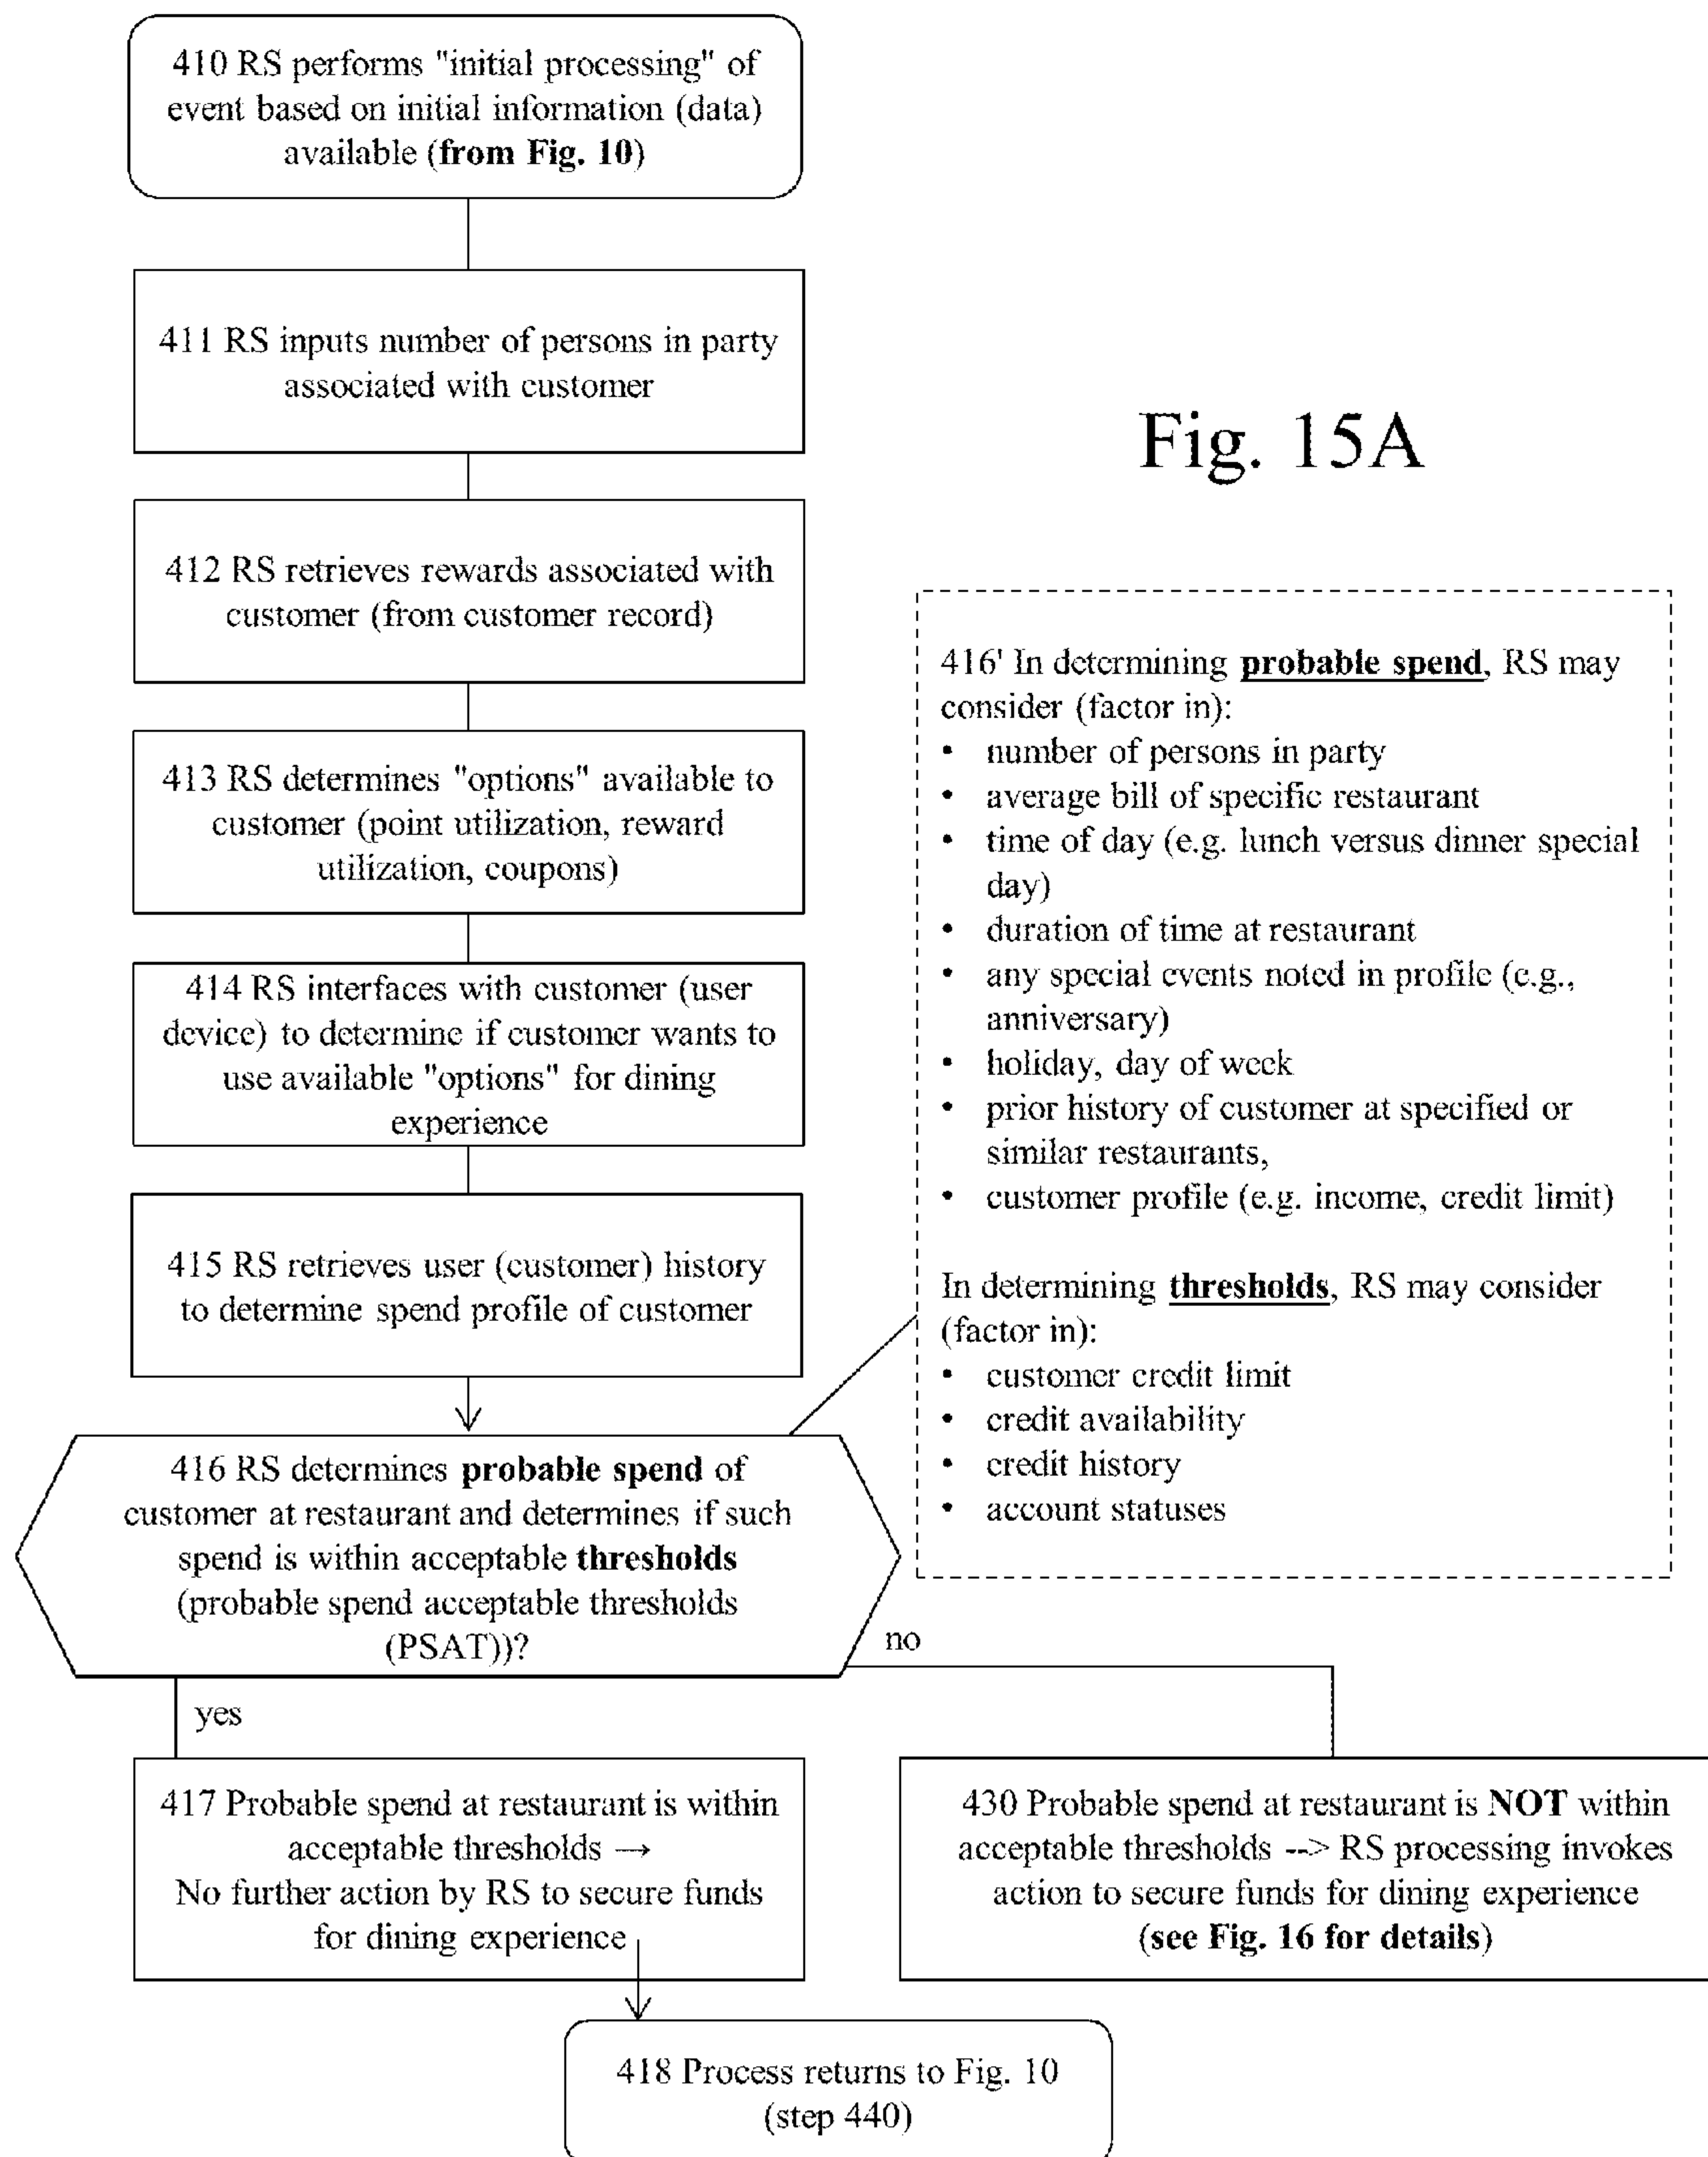 410 RS performs "initial processing" of
event based on initial information (data)
available (from Fig. 10)
411 RS inputs number of persons in party
associated with customer
Fig. 15A
412 RS retrieves rewards associated with
customer (from customer record)
413 RS determines "options" available to
customer (point utilization, reward
utilization, coupons)
414 RS interfaces with customer (user
device) to determine if customer wants to
use available "options" for dining
experience
415 RS retrieves user (customer) history
to determine spend profile of customer
416' In determining probable spend, RS may
consider (factor in):
• number of persons in party
• average bill of specific restaurant
• time of day (e.g. lunch versus dinner special
day)
• duration of time at restaurant
• any special events noted in profile (e.g.,
anniversary)
• holiday, day of week
• prior history of customer at specified or
similar restaurants,
• customer profile (e.g. income, credit limit)
In determining thresholds, RS may consider
(factor in):
• customer credit limit
• credit availability
• credit history
• account statuses
416 RS determines probable spend of
customer at restaurant and determines if such
spend is within acceptable thresholds
(probable spend acceptable thresholds
(PSAT))?
no
yes
417 Probable spend at restaurant is within
acceptable thresholds →
No further action by RS to secure funds
for dining experience
430 Probable spend at restaurant is NOT within
acceptable thresholds --> RS processing invokes
action to secure funds for dining experience
(see Fig. 16 for details)
418 Process returns to Fig. 10
(step 440)